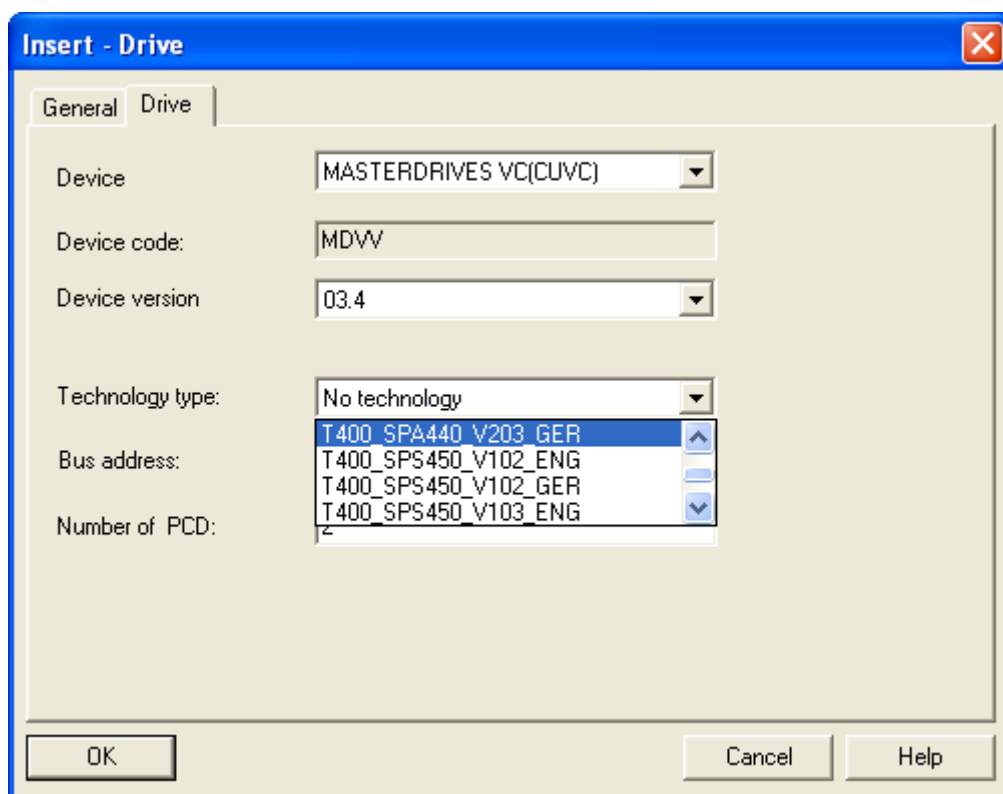 Insert - Drive
General Drive
Device MASTERDRIVES VC(CUVC)
Device code: MDVV
Device version 03.4
Technology type: No technology
T400_SPA440_V203_GER
Bus address: T400_SPS450_V102_ENG
T400_SPS450_V102_GER
T400_SPS450_V103_ENG
Number of PCD:
OK Cancel Help